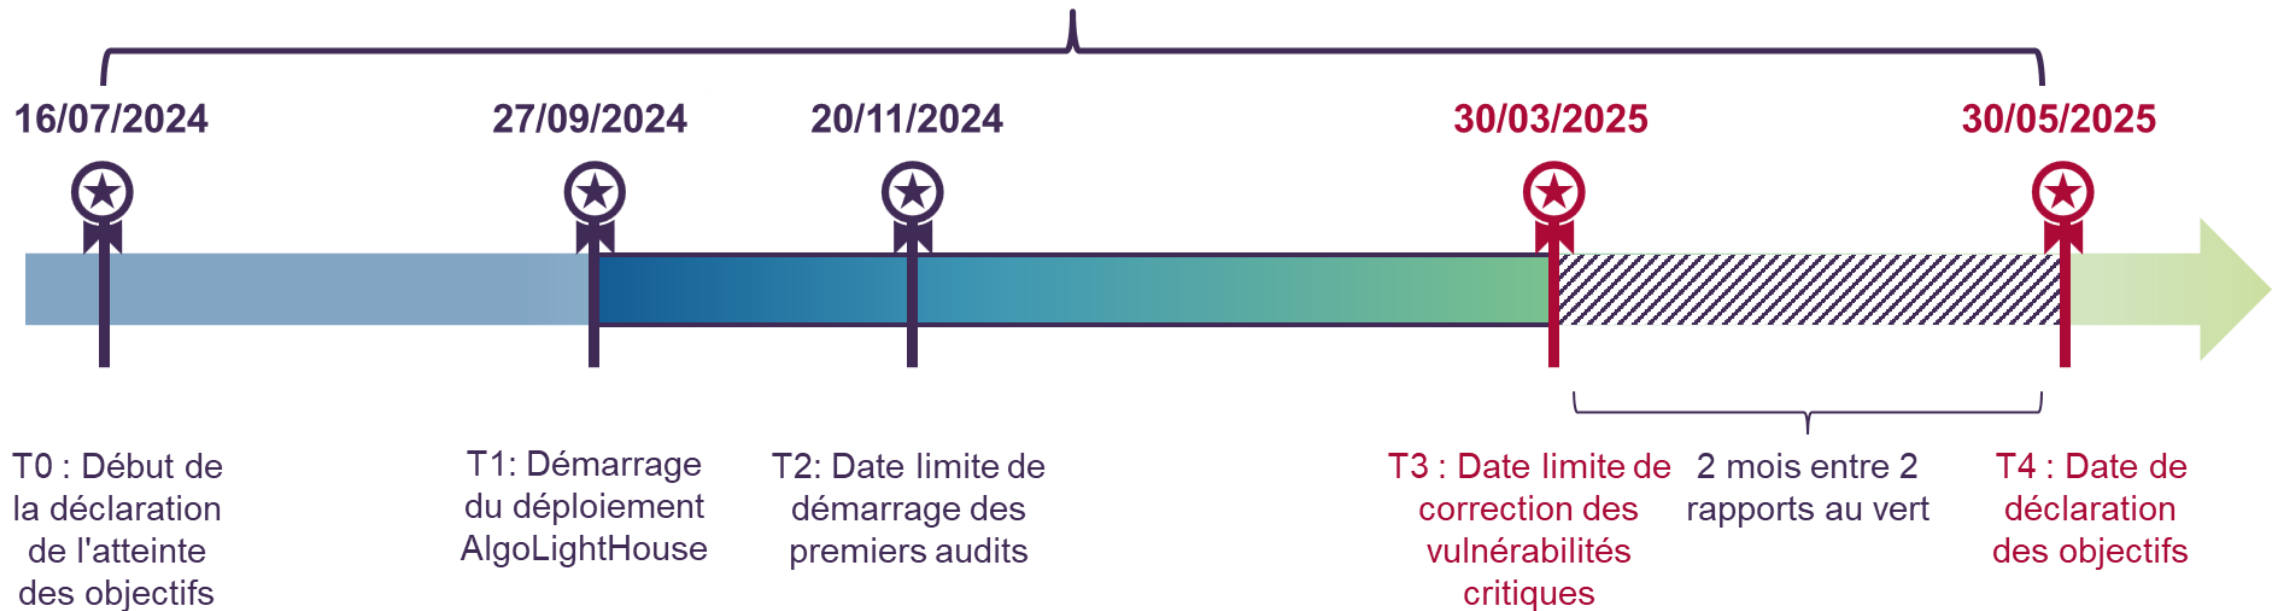 16/07/2024
27/09/2024
20/11/2024
30/03/2025
30/05/2025
T0 : Début de
la déclaration
de l'atteinte
des objectifs
T1: Démarrage
du déploiement
AlgoLightHouse
T2: Date limite de
démarrage des
premiers audits
T3 : Date limite de
correction des
vulnérabilités
critiques
2 mois entre 2
rapports au vert
T4 : Date de
déclaration
des objectifs